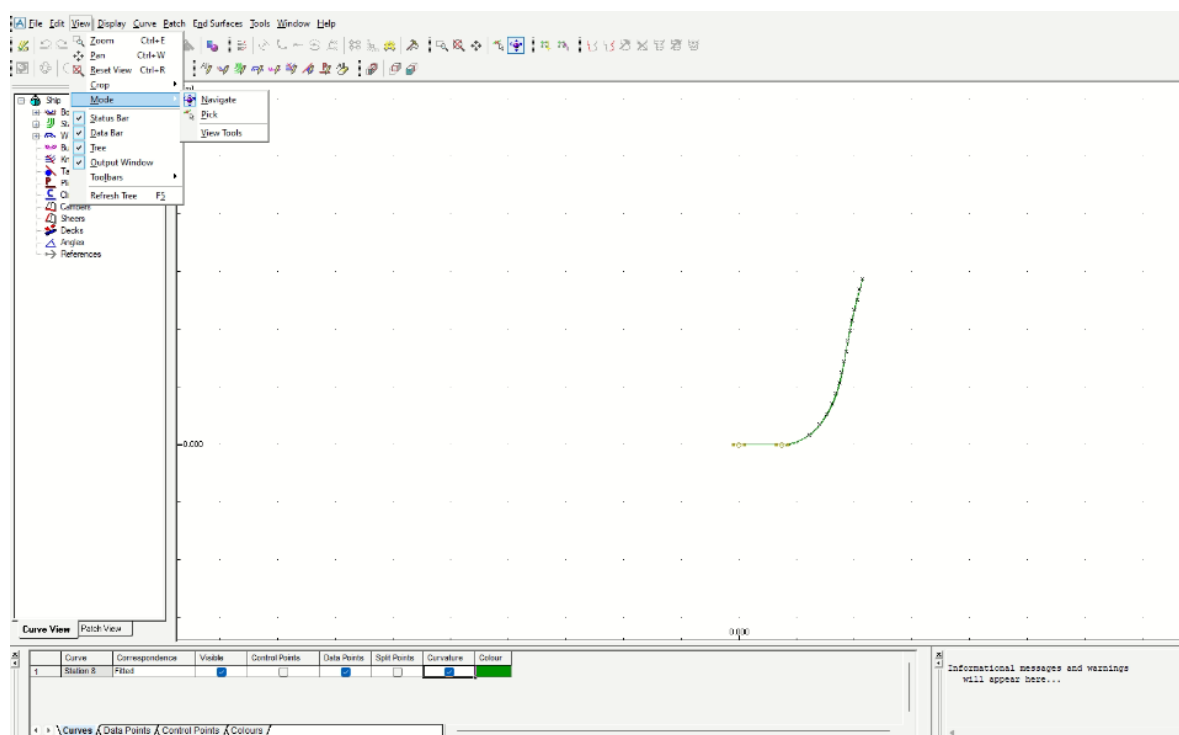 File Edit View Display Curve Patch End Surfaces Tools Window Help
Zoom Ctrl+E
Pan Ctrl+W
Reset View Ctrl+R
Crop
Mode
Navigate
Pick
View Tools
Status Bar
Data Bar
Tree
Output Window
Toolbars
Refresh Tree F5
Ship
Cambers
Sheers
Decks
Angles
References
0.000
0.000
Curve View Patch View
Curve Correspondence Visible Control Points Data Points Split Points Curvature Colour
1 Station 8 Fitted
Curves Data Points Control Points Colours
Informational messages and warnings
will appear here...